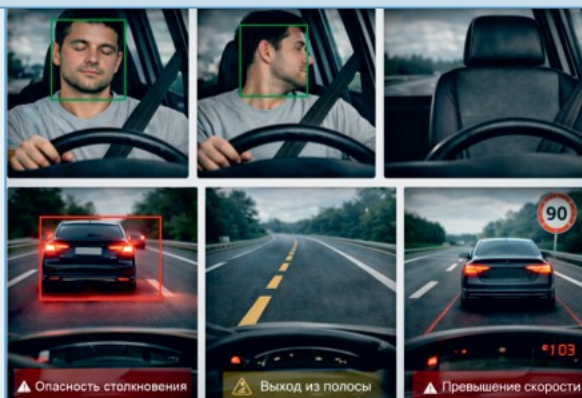 90
103
Опасность столкновения
Выход из полосы
Превышение скорости